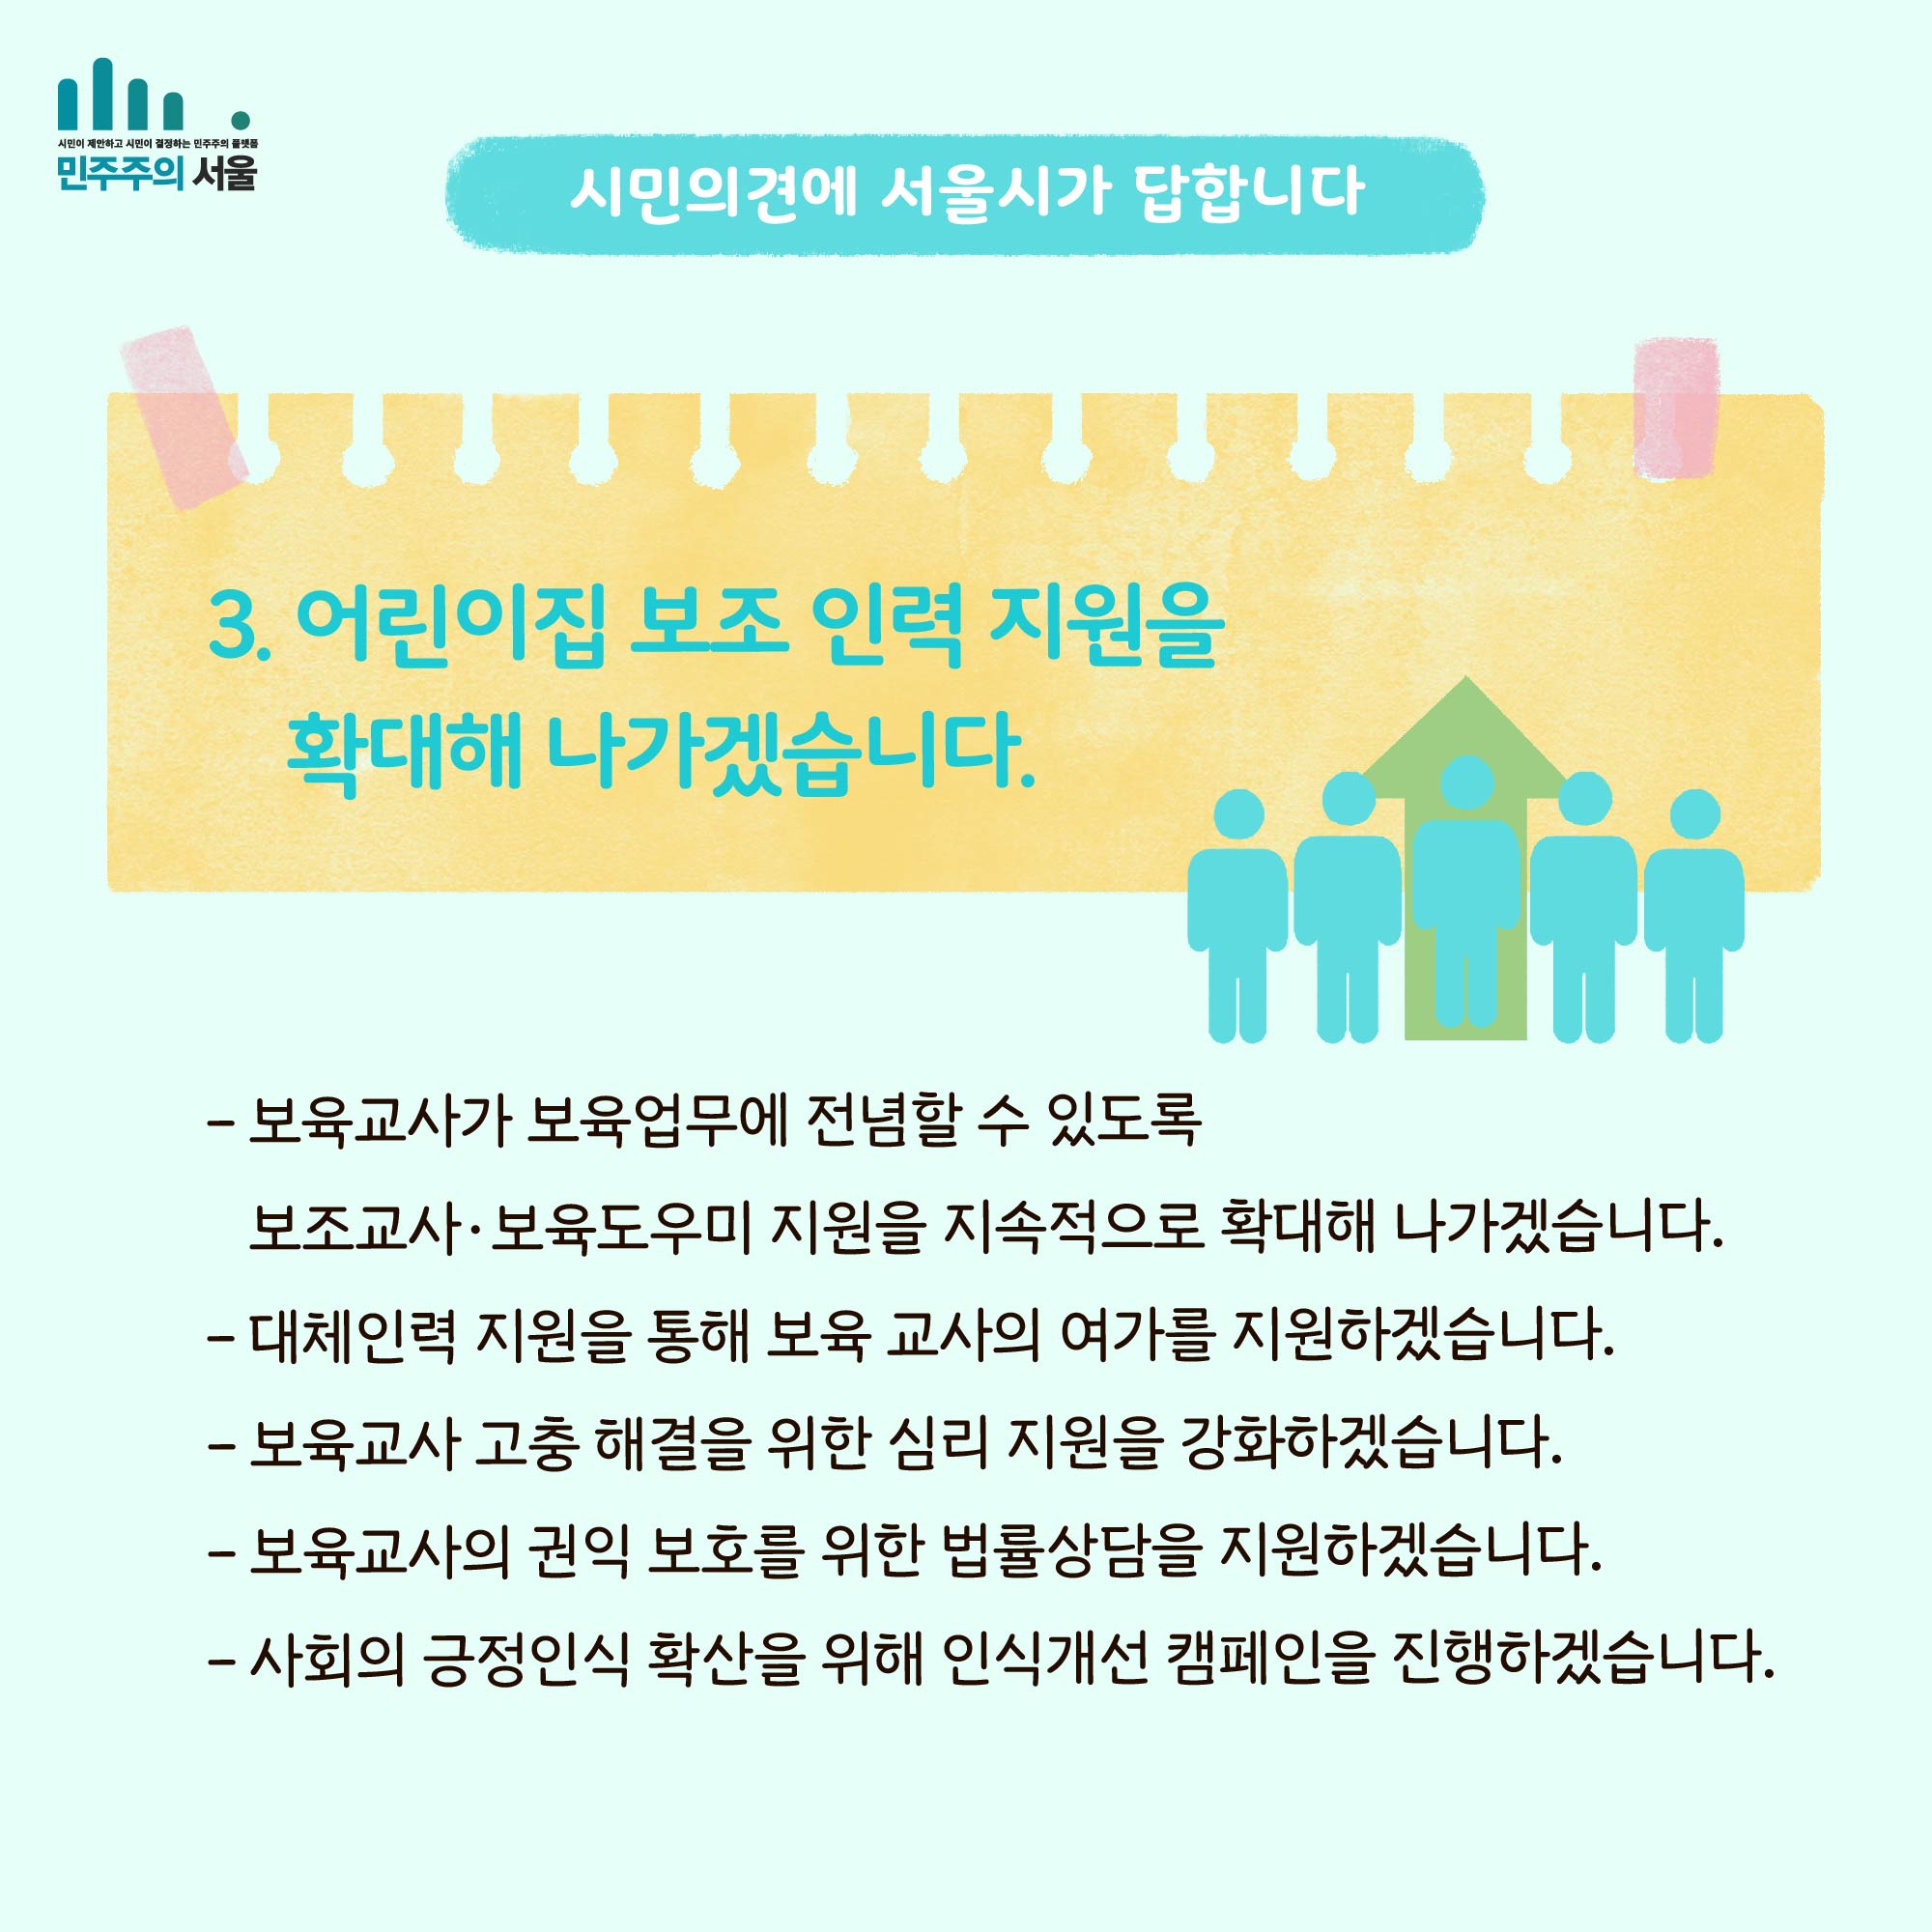 시민이 제안하고 시민이 결정하는 민주주의 플랫폼
민주주의 서울
시민의견에 서울시가 답합니다
3. 어린이집 보조 인력 지원을
확대해 나가겠습니다.
- 보육교사가 보육업무에 전념할 수 있도록
보조교사·보육도우미 지원을 지속적으로 확대해 나가겠습니다.
- 대체인력 지원을 통해 보육 교사의 여가를 지원하겠습니다.
- 보육교사 고충 해결을 위한 심리 지원을 강화하겠습니다.
- 보육교사의 권익 보호를 위한 법률상담을 지원하겠습니다.
- 사회의 긍정인식 확산을 위해 인식개선 캠페인을 진행하겠습니다.